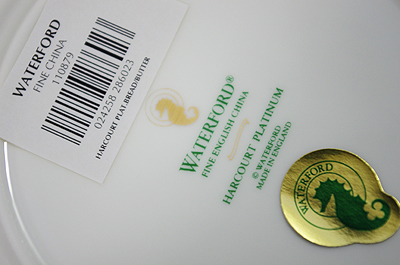 WATERFORD
FINE CHINA
110879
024258 286023
HARCOURT PLAT.BREAD/BUTTER
WATERFORD®
FINE ENGLISH CHINA
HARCOURT PLATINUM
© WATERFORD
MADE IN ENGLAND
WATERFORD